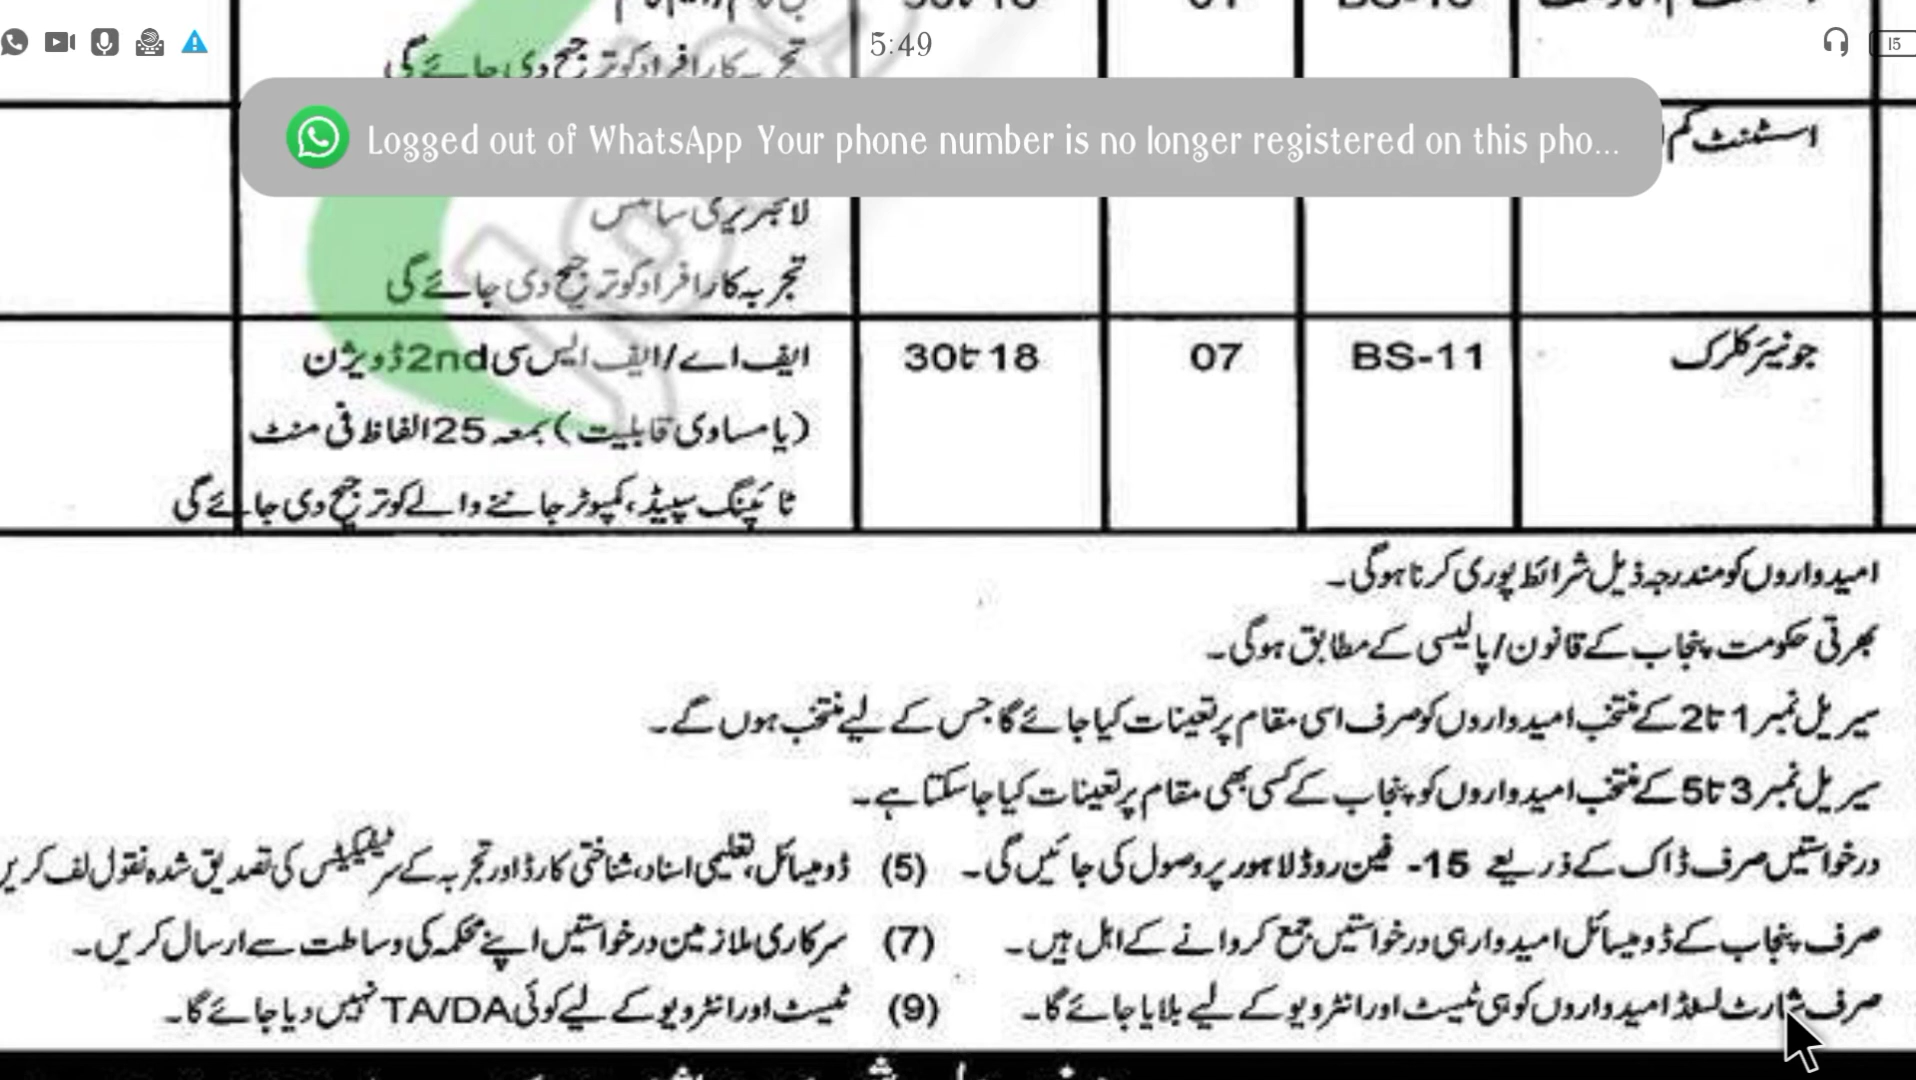 5:49
15
تجربہ کار افراد کو ترجیح دی جائے گی
Logged out of WhatsApp Your phone number is no longer registered on this pho...
اسسٹنٹ کم
لائبریری سائنس
تجربہ کار افراد کو ترجیح دی جائے گی
جونیئر کلرک BS-11 07 18 تا 30 ایف اے/ایف ایس سی 2nd ڈویژن
(یا مساوی قابلیت) بمعہ 25 الفاظ فی منٹ
ٹائپنگ سپیڈ، کمپیوٹر جاننے والے کو ترجیح دی جائے گی
امیدواروں کو مندرجہ ذیل شرائط پوری کرنا ہوگی۔
بھرتی حکومت پنجاب کے قانون/پالیسی کے مطابق ہوگی۔
سیریل نمبر 1 تا 2 کے منتخب امیدواروں کو صرف اسی مقام پر تعینات کیا جائے گا جس کے لیے منتخب ہوں گے۔
سیریل نمبر 3 تا 5 کے منتخب امیدواروں کو پنجاب کے کسی بھی مقام پر تعینات کیا جا سکتا ہے۔
درخواستیں صرف ڈاک کے ذریعے 15- فین روڈ لاہور پر وصول کی جائیں گی۔ (5) ڈومیسائل، تعلیمی اسناد، شناختی کارڈ اور تجربہ کے سرٹیفکیٹس کی تصدیق شدہ نقول لف کریں
صرف پنجاب کے ڈومیسائل امیدوار ہی درخواستیں جمع کروانے کے اہل ہیں۔ (7) سرکاری ملازمین درخواستیں اپنے محکمہ کی وساطت سے ارسال کریں۔
صرف شارٹ لسٹڈ امیدواروں کو ہی ٹیسٹ اور انٹرویو کے لیے بلایا جائے گا۔ (9) ٹیسٹ اور انٹرویو کے لیے کوئی TA/DA نہیں دیا جائے گا۔